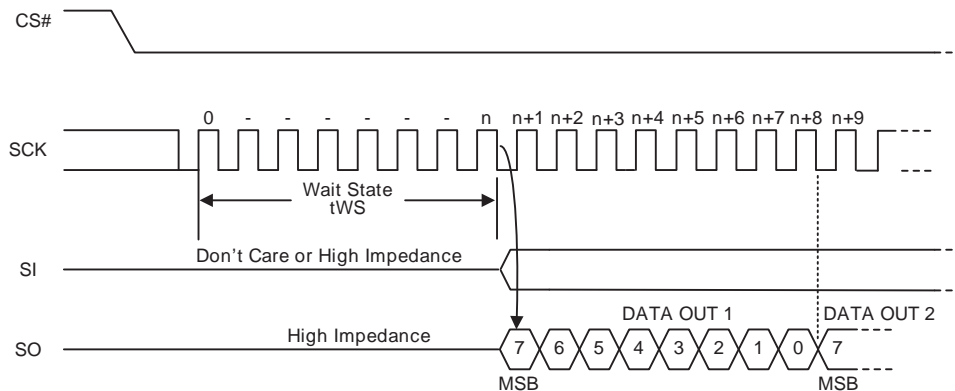 CS#
0 - - - - - - n n+1 n+2 n+3 n+4 n+5 n+6 n+7 n+8 n+9
SCK
Wait State
tWS
Don't Care or High Impedance
SI
DATA OUT 1 DATA OUT 2
High Impedance
SO 7 6 5 4 3 2 1 0 7
MSB MSB